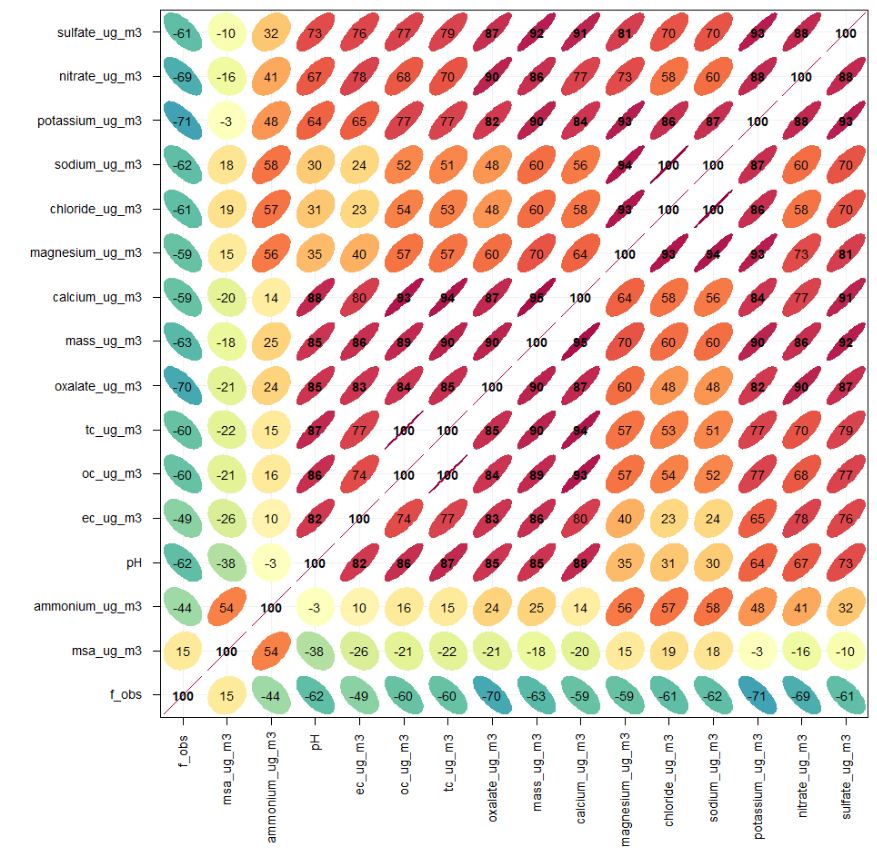 sulfate_ug_m3 -61 -10 32 73 76 77 79 87 92 91 81 70 70 93 88 100
nitrate_ug_m3 -69 -16 41 67 78 68 70 90 86 77 73 58 60 88 100 88
potassium_ug_m3 -71 -3 48 64 65 77 77 82 90 84 93 86 87 100 88 93
sodium_ug_m3 -62 18 58 30 24 52 51 48 60 56 94 100 100 87 60 70
chloride_ug_m3 -61 19 57 31 23 54 53 48 60 58 93 100 100 86 58 70
magnesium_ug_m3 -59 15 56 35 40 57 57 60 70 64 100 93 94 93 73 81
calcium_ug_m3 -59 -20 14 88 80 93 94 87 95 100 64 58 56 84 77 91
mass_ug_m3 -63 -18 25 85 86 89 90 90 100 95 70 60 60 90 86 92
oxalate_ug_m3 -70 -21 24 85 83 84 85 100 90 87 60 48 48 82 90 87
tc_ug_m3 -60 -22 15 87 77 100 100 85 90 94 57 53 51 77 70 79
oc_ug_m3 -60 -21 16 86 74 100 100 84 89 93 57 54 52 77 68 77
ec_ug_m3 -49 -26 10 82 100 74 77 83 86 80 40 23 24 65 78 76
pH -62 -38 -3 100 82 86 87 85 85 88 35 31 30 64 67 73
ammonium_ug_m3 -44 54 100 -3 10 16 15 24 25 14 56 57 58 48 41 32
msa_ug_m3 15 100 54 -38 -26 -21 -22 -21 -18 -20 15 19 18 -3 -16 -10
f_obs 100 15 -44 -62 -49 -60 -60 -70 -63 -59 -59 -61 -62 -71 -69 -61
f_obs
msa_ug_m3
ammonium_ug_m3
pH
ec_ug_m3
oc_ug_m3
tc_ug_m3
oxalate_ug_m3
mass_ug_m3
calcium_ug_m3
magnesium_ug_m3
chloride_ug_m3
sodium_ug_m3
potassium_ug_m3
nitrate_ug_m3
sulfate_ug_m3